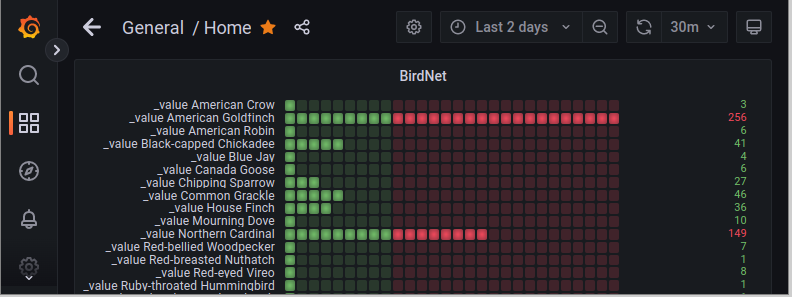 General / Home
Last 2 days
30m
BirdNet
_value American Crow 3
_value American Goldfinch 256
_value American Robin 6
_value Black-capped Chickadee 41
_value Blue Jay 4
_value Canada Goose 6
_value Chipping Sparrow 27
_value Common Grackle 46
_value House Finch 36
_value Mourning Dove 10
_value Northern Cardinal 149
_value Red-bellied Woodpecker 7
_value Red-breasted Nuthatch 1
_value Red-eyed Vireo 8
_value Ruby-throated Hummingbird 1